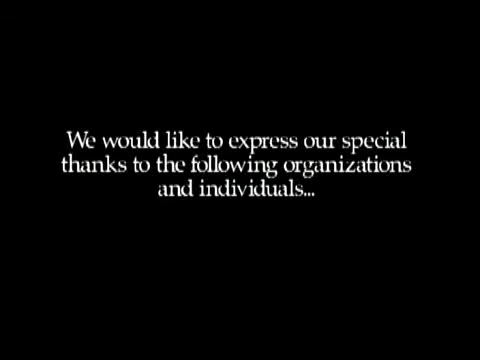 We would like to express our special
thanks to the following organizations
and individuals...